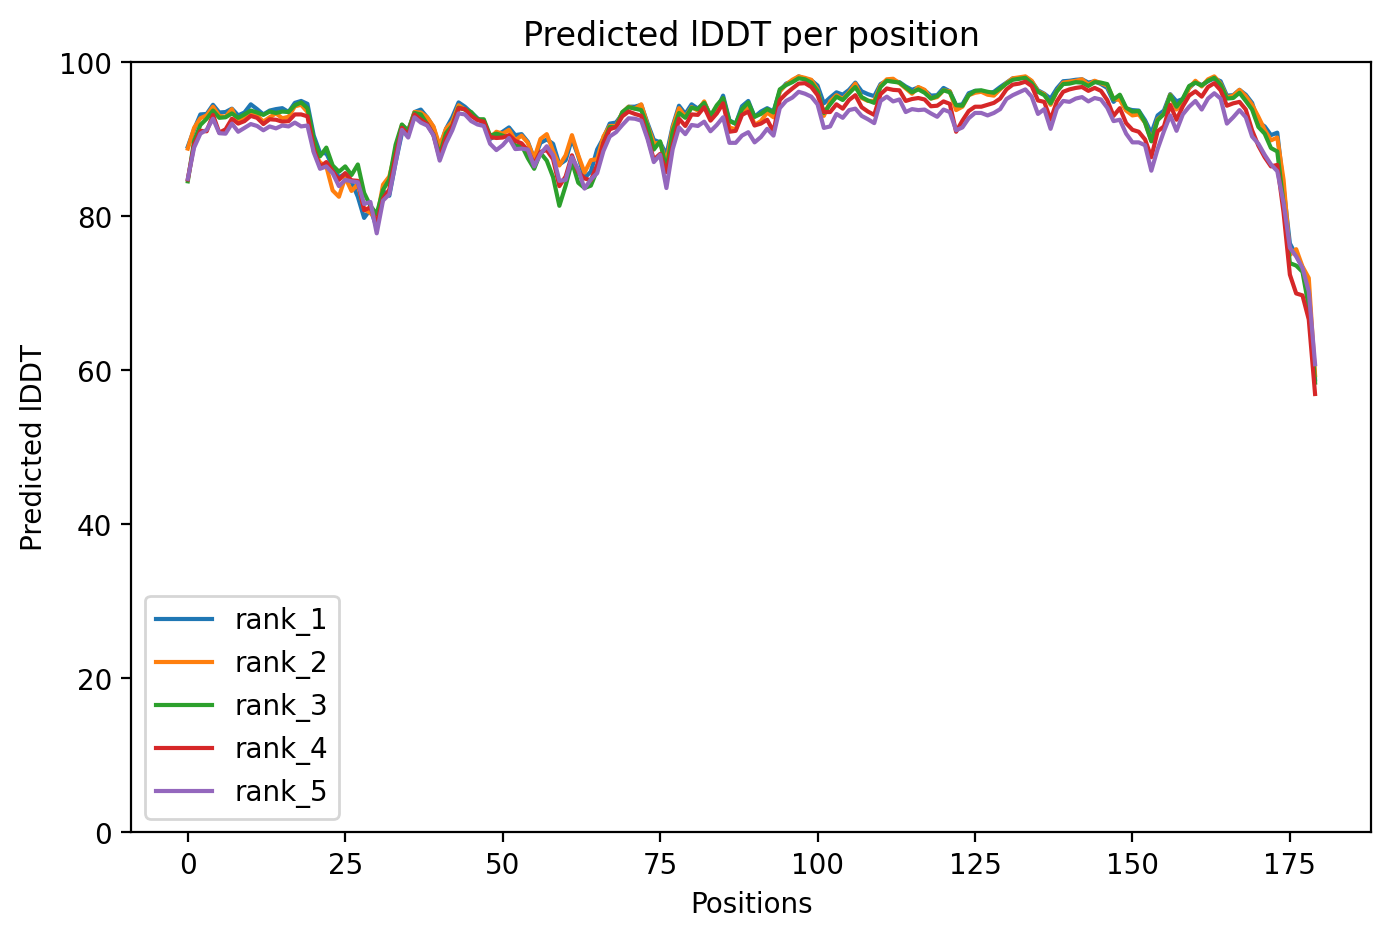 Predicted lDDT per position
100
80
60
40
20
0
Predicted lDDT
rank_1
rank_2
rank_3
rank_4
rank_5
0 25 50 75 100 125 150 175
Positions